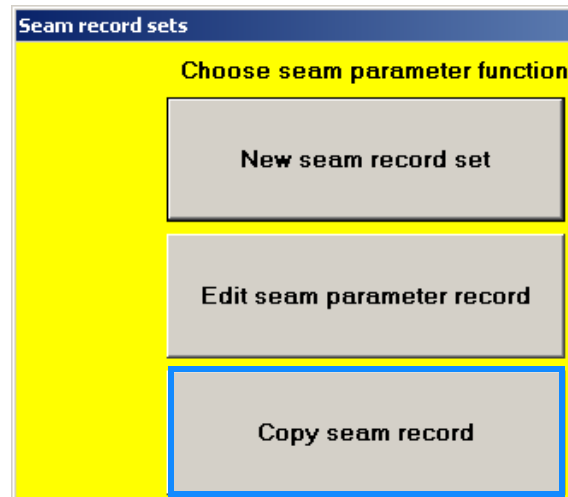 Seam record sets
Choose seam parameter function
New seam record set
Edit seam parameter record
Copy seam record